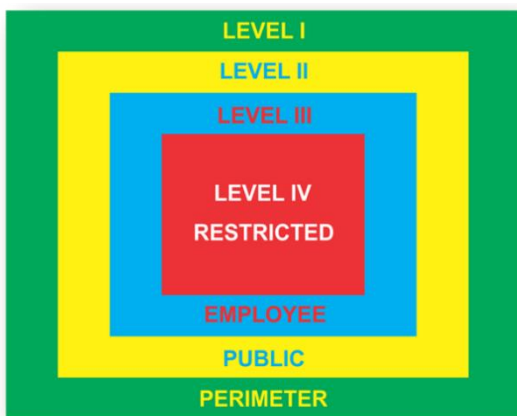 LEVEL I
LEVEL II
LEVEL III
LEVEL IV
RESTRICTED
EMPLOYEE
PUBLIC
PERIMETER